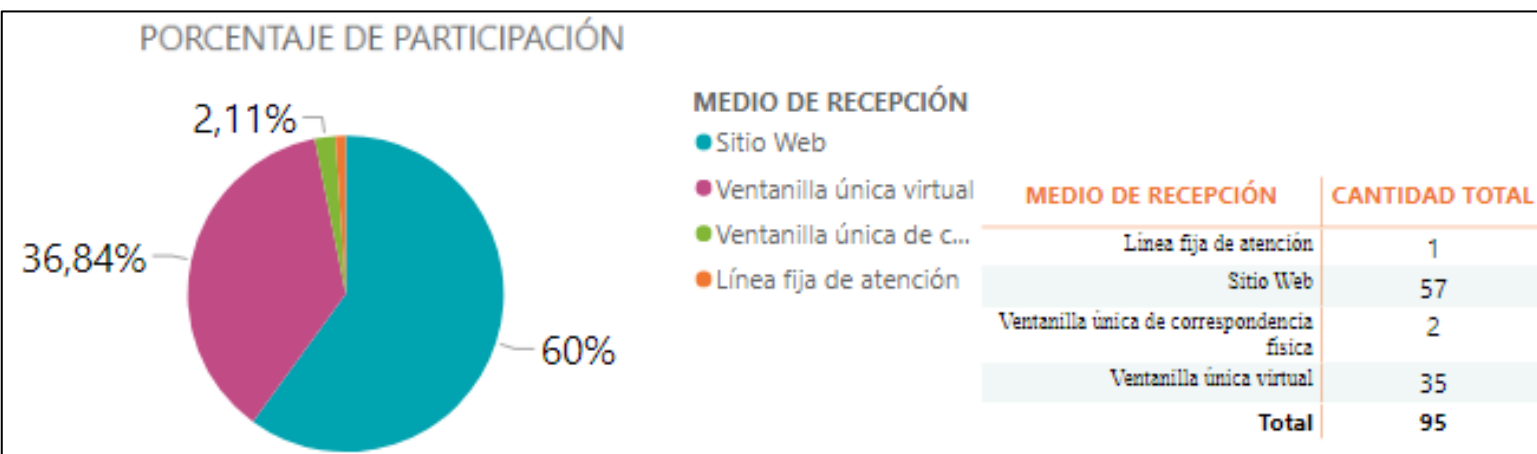 PORCENTAJE DE PARTICIPACIÓN
2,11%
36,84%
60%
MEDIO DE RECEPCIÓN
Sitio Web
Ventanilla única virtual
Ventanilla única de c...
Línea fija de atención
MEDIO DE RECEPCIÓN CANTIDAD TOTAL
Línea fija de atención 1
Sitio Web 57
Ventanilla única de correspondencia
física 2
Ventanilla única virtual 35
Total 95